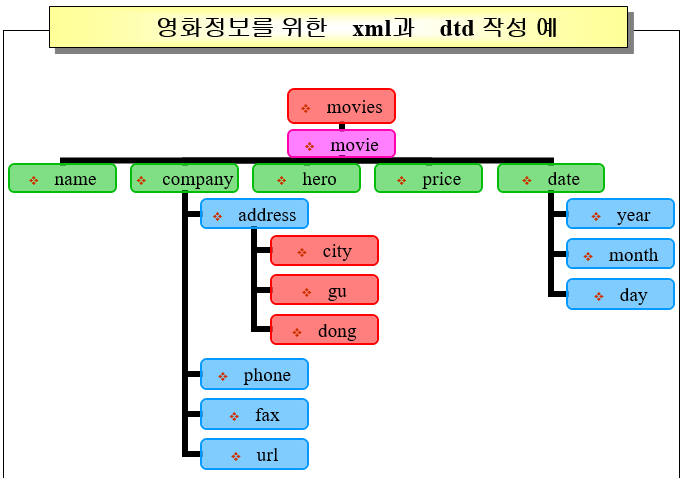 영화정보를 위한 xml과 dtd 작성 예
❖ movies
❖ movie
❖ name ❖ company ❖ hero ❖ price ❖ date
❖ address ❖ year
❖ city ❖ month
❖ gu ❖ day
❖ dong
❖ phone
❖ fax
❖ url